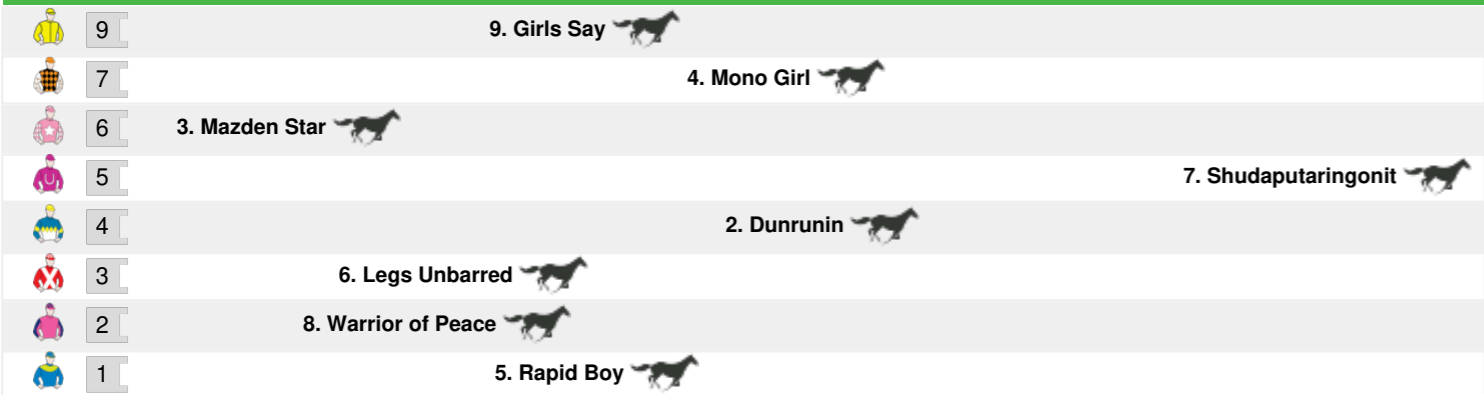 9 9. Girls Say
7 4. Mono Girl
6 3. Mazden Star
5 7. Shudaputaringonit
4 2. Dunrunin
3 6. Legs Unbarred
2 8. Warrior of Peace
1 5. Rapid Boy